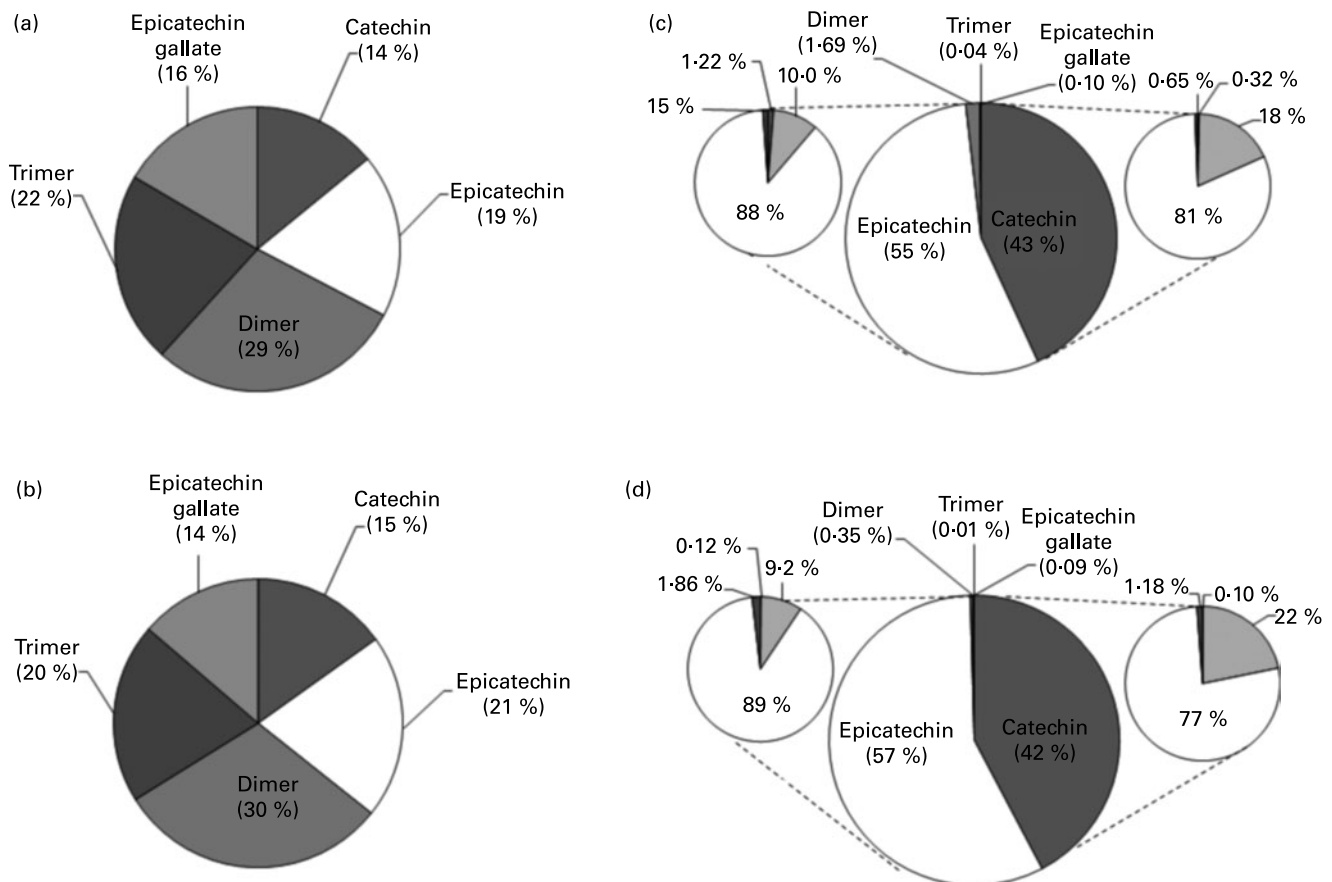 (a)
Epicatechin
gallate
(16 %)
Catechin
(14 %)
Trimer
(22 %)
Epicatechin
(19 %)
Dimer
(29 %)
(c)
Dimer
(1·69 %)
Trimer
(0·04 %)
Epicatechin
gallate
(0·10 %)
1·22 %
10·0 %
15 %
0·65 %
0·32 %
18 %
88 %
Epicatechin
(55 %)
Catechin
(43 %)
81 %
(b)
Epicatechin
gallate
(14 %)
Catechin
(15 %)
Trimer
(20 %)
Epicatechin
(21 %)
Dimer
(30 %)
(d)
Dimer
(0·35 %)
Trimer
(0·01 %)
Epicatechin
gallate
(0·09 %)
0·12 %
9·2 %
1·86 %
1·18 %
0·10 %
22 %
89 %
Epicatechin
(57 %)
Catechin
(42 %)
77 %